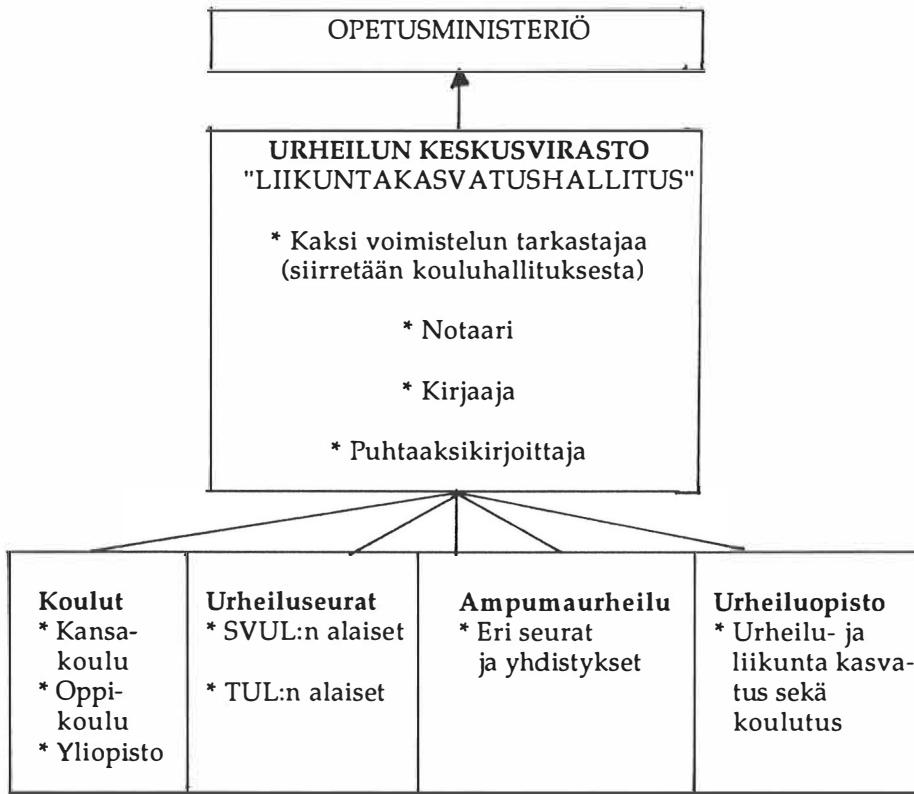 OPETUSMINISTERIÖ
URHEILUN KESKUSVIRASTO
"LIIKUNTAKASVATUSHALLITUS"
* Kaksi voimistelun tarkastajaa
(siirretään kouluhallituksesta)
* Notaari
* Kirjaaja
* Puhtaaksikirjoittaja
Koulut
* Kansa-
koulu
* Oppi-
koulu
* Yliopisto
Urheiluseurat
* SVUL:n alaiset
* TUL:n alaiset
Ampumaurheilu
* Eri seurat
ja yhdistykset
Urheiluopisto
* Urheilu- ja
liikunta kasva-
tus sekä
koulutus